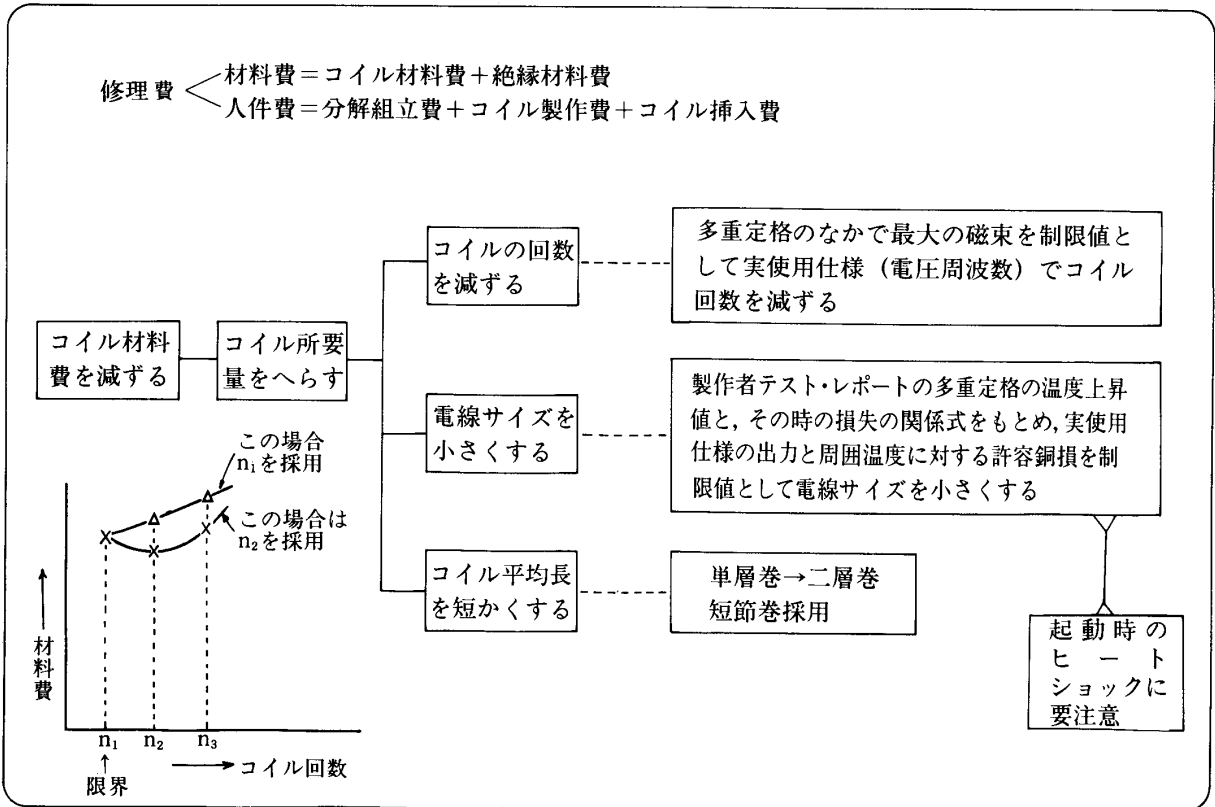 修理費
材料費＝コイル材料費＋絶縁材料費
人件費＝分解組立費＋コイル製作費＋コイル挿入費
コイル材料
費を減ずる
コイル所要
量をへらす
コイルの回数
を減ずる
多重定格のなかで最大の磁束を制限値と
して実使用仕様（電圧周波数）でコイル
回数を減ずる
電線サイズを
小さくする
製作者テスト・レポートの多重定格の温度上昇
値と，その時の損失の関係式をもとめ，実使用
仕様の出力と周囲温度に対する許容銅損を制
限値として電線サイズを小さくする
コイル平均長
を短かくする
単層巻→二層巻
短節巻採用
起動時の
ヒート
ショックに
要注意
この場合
n₁を採用
この場合は
n₂を採用
材料費
n₁ n₂ n₃
→コイル回数
↑
限界